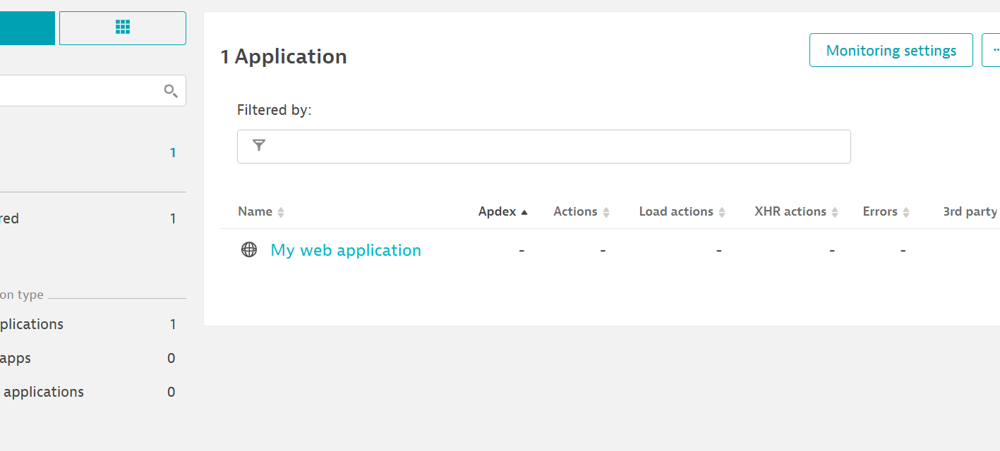 1 Application
Monitoring settings
Filtered by:
1
red 1
Name Apdex Actions Load actions XHR actions Errors 3rd party
My web application - - - - -
on type
plications 1
apps 0
applications 0